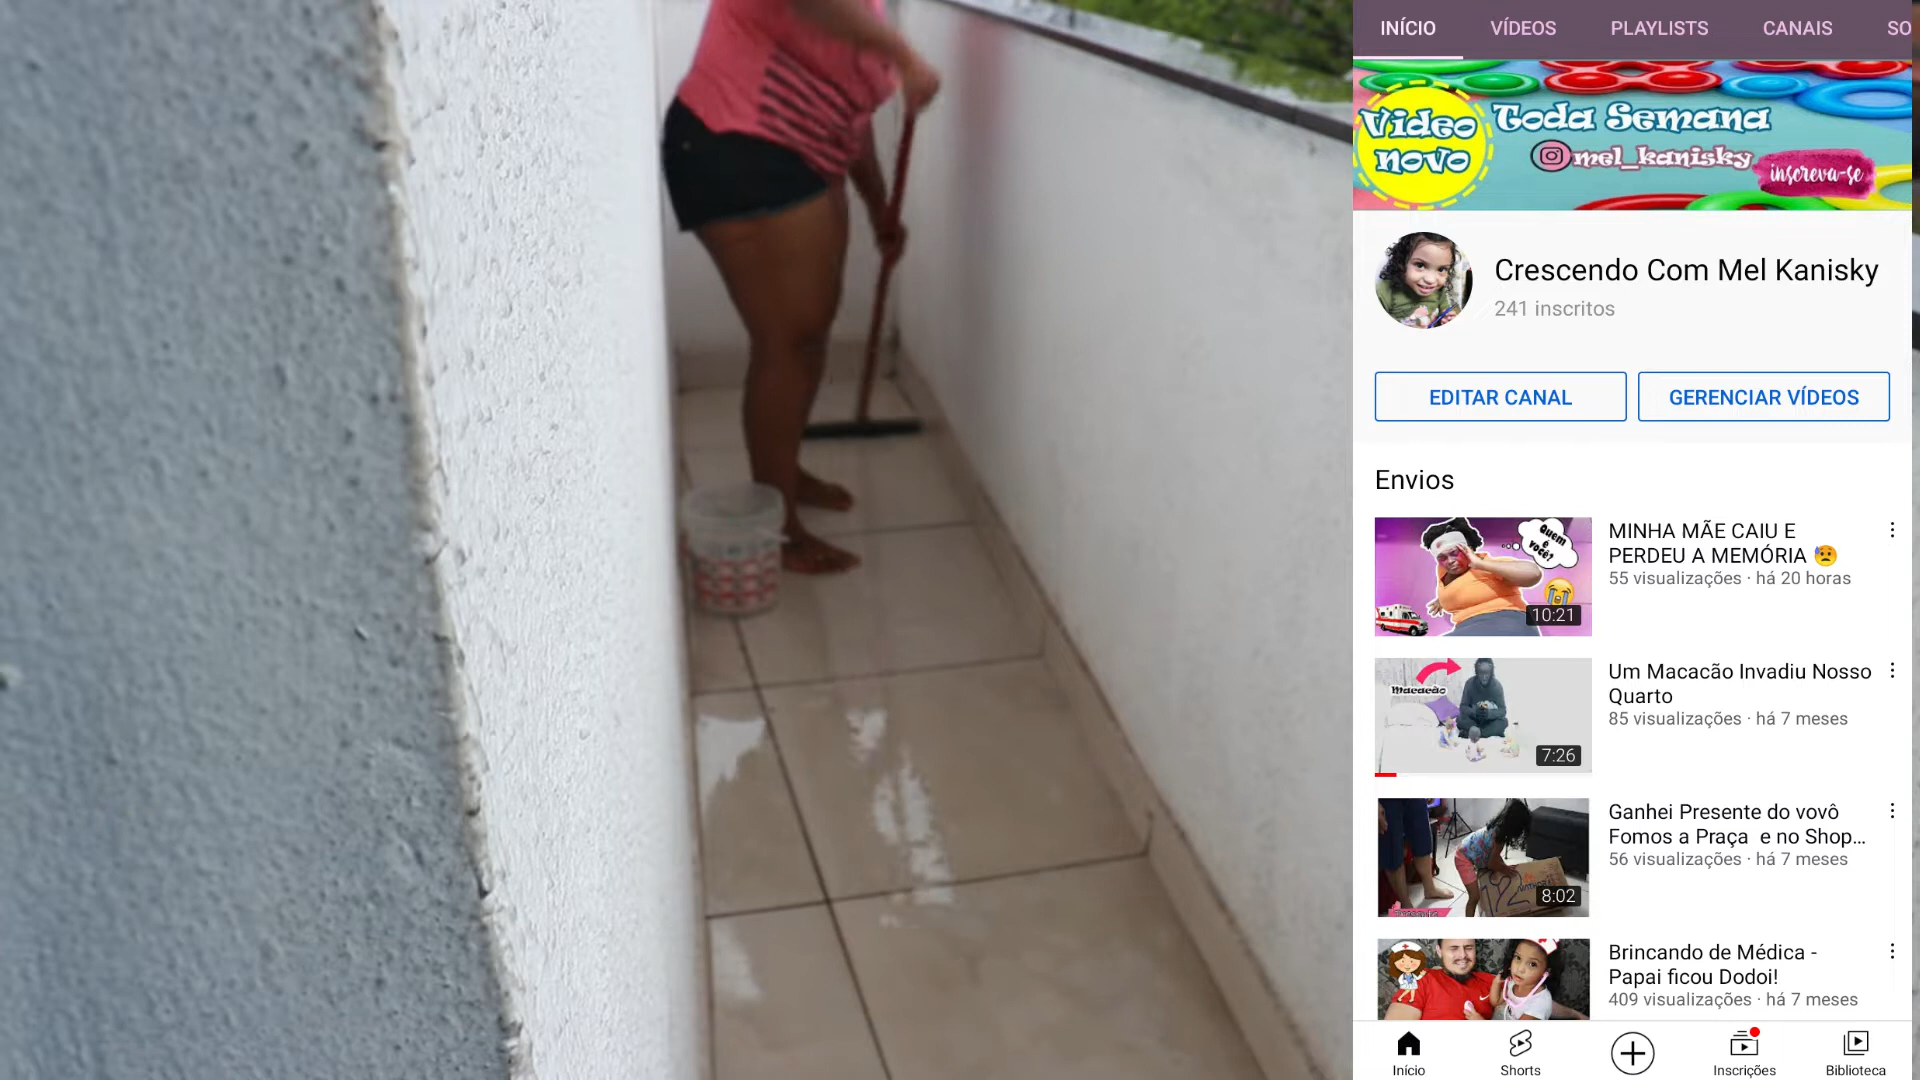 INÍCIO VÍDEOS PLAYLISTS CANAIS SO
Video novo
Toda Semana
mel_kanisky
inscreva-se
Crescendo Com Mel Kanisky
241 inscritos
EDITAR CANAL GERENCIAR VÍDEOS
Envios
Quem é você?
10:21
MINHA MÃE CAIU E
PERDEU A MEMÓRIA 😥
55 visualizações · há 20 horas
Macacão
7:26
Um Macacão Invadiu Nosso
Quarto
85 visualizações · há 7 meses
8:02
Ganhei Presente do vovô
Fomos a Praça e no Shop...
56 visualizações · há 7 meses
Brincando de Médica -
Papai ficou Dodoi!
409 visualizações · há 7 meses
Início Shorts Inscrições Biblioteca